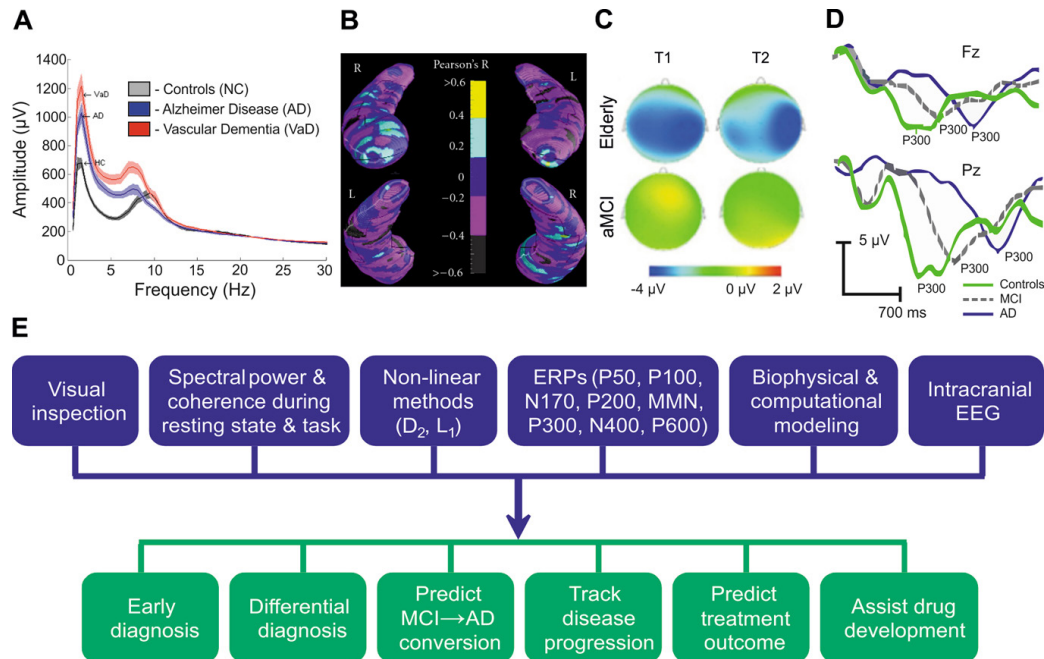 A
1400
1200
1000
800
600
400
200
0
Amplitude (µV)
VaD
AD
- Controls (NC)
- Alzheimer Disease (AD)
- Vascular Dementia (VaD)
0
5
10
15
20
25
30
Frequency (Hz)
B
R
L
L
R
Pearson's R
>0.6
0.4
0.2
0
−0.2
−0.4
>−0.6
C
T1
T2
Elderly
aMCI
-4 µV
0 µV
2 µV
D
Fz
P300
P300
P300
Pz
P300
P300
P300
5 µV
700 ms
Controls
MCI
AD
E
Visual
inspection
Spectral power &
coherence during
resting state & task
Non-linear
methods
(D2, L1)
ERPs (P50, P100,
N170, P200, MMN,
P300, N400, P600)
Biophysical &
computational
modeling
Intracranial
EEG
Early
diagnosis
Differential
diagnosis
Predict
MCI→AD
conversion
Track
disease
progression
Predict
treatment
outcome
Assist drug
development